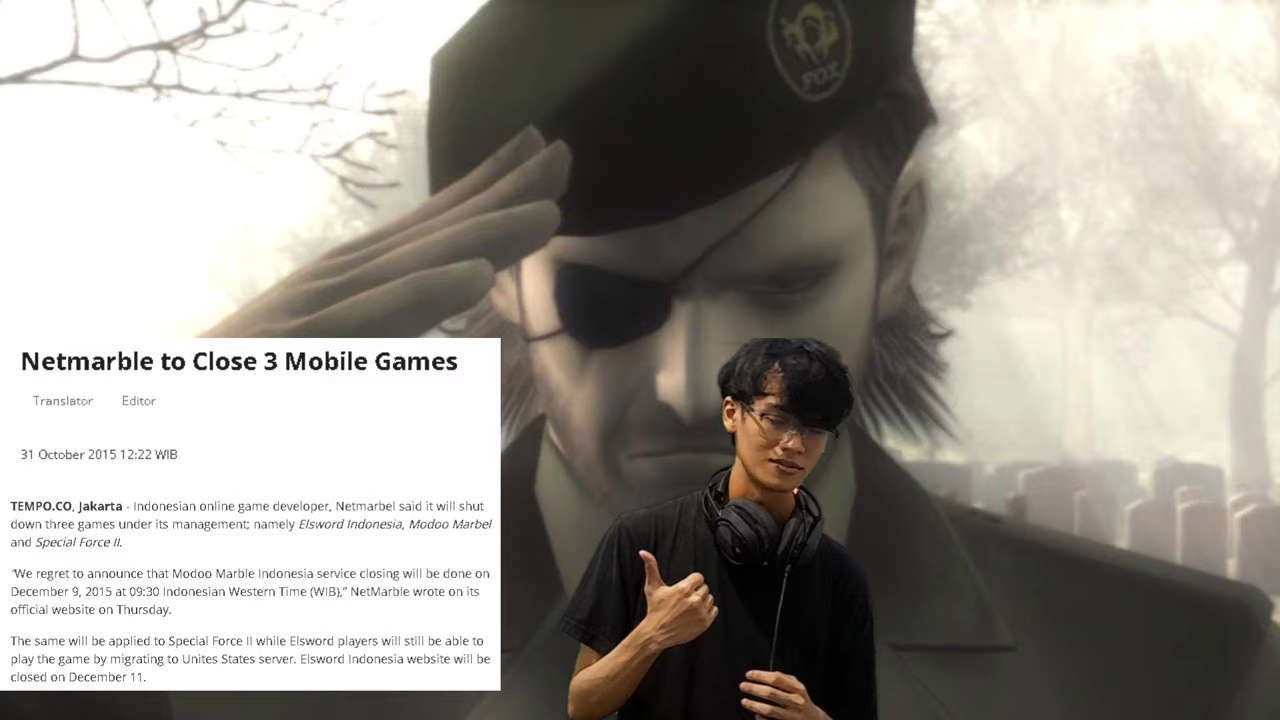 FOX
Netmarble to Close 3 Mobile Games
Translator Editor
31 October 2015 12:22 WIB
TEMPO.CO, Jakarta - Indonesian online game developer, Netmarbel said it will shut
down three games under its management; namely Elsword Indonesia, Modoo Marbel
and Special Force II.
"We regret to announce that Modoo Marble Indonesia service closing will be done on
December 9, 2015 at 09:30 Indonesian Western Time (WIB)," NetMarble wrote on its
official website on Thursday.
The same will be applied to Special Force II while Elsword players will still be able to
play the game by migrating to Unites States server. Elsword Indonesia website will be
closed on December 11.